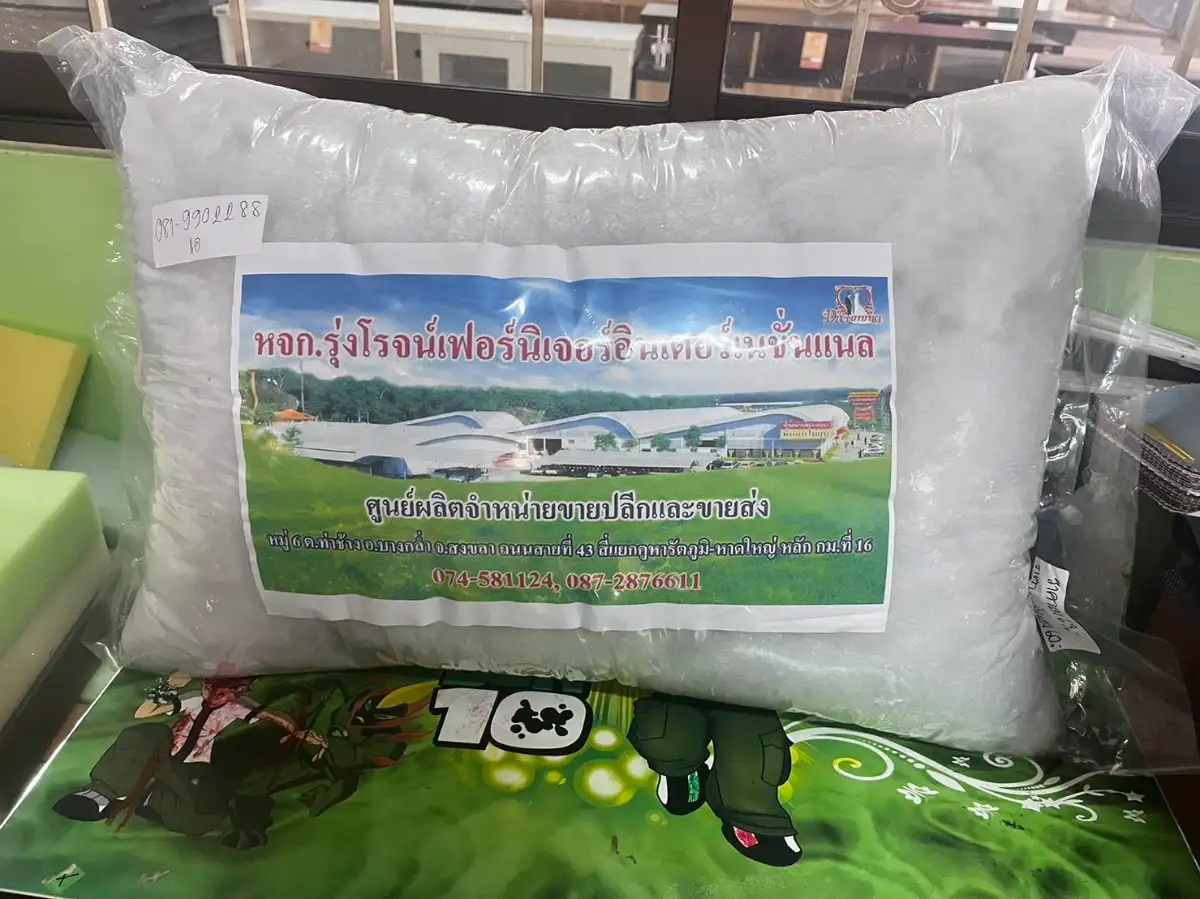 081-9902288
Dreammax
หจก.รุ่งโรจน์เฟอร์นิเจอร์อินเตอร์เนชั่นแนล
ศูนย์ผลิตจำหน่ายขายปลีกและขายส่ง
หมู่ 6 ต.ท่าช้าง อ.บางกล่ำ จ.สงขลา ถนนสายที่ 43 สี่แยกคูหารัตภูมิ-หาดใหญ่ หลัก กม.ที่ 16
074-581124, 087-2876611
10